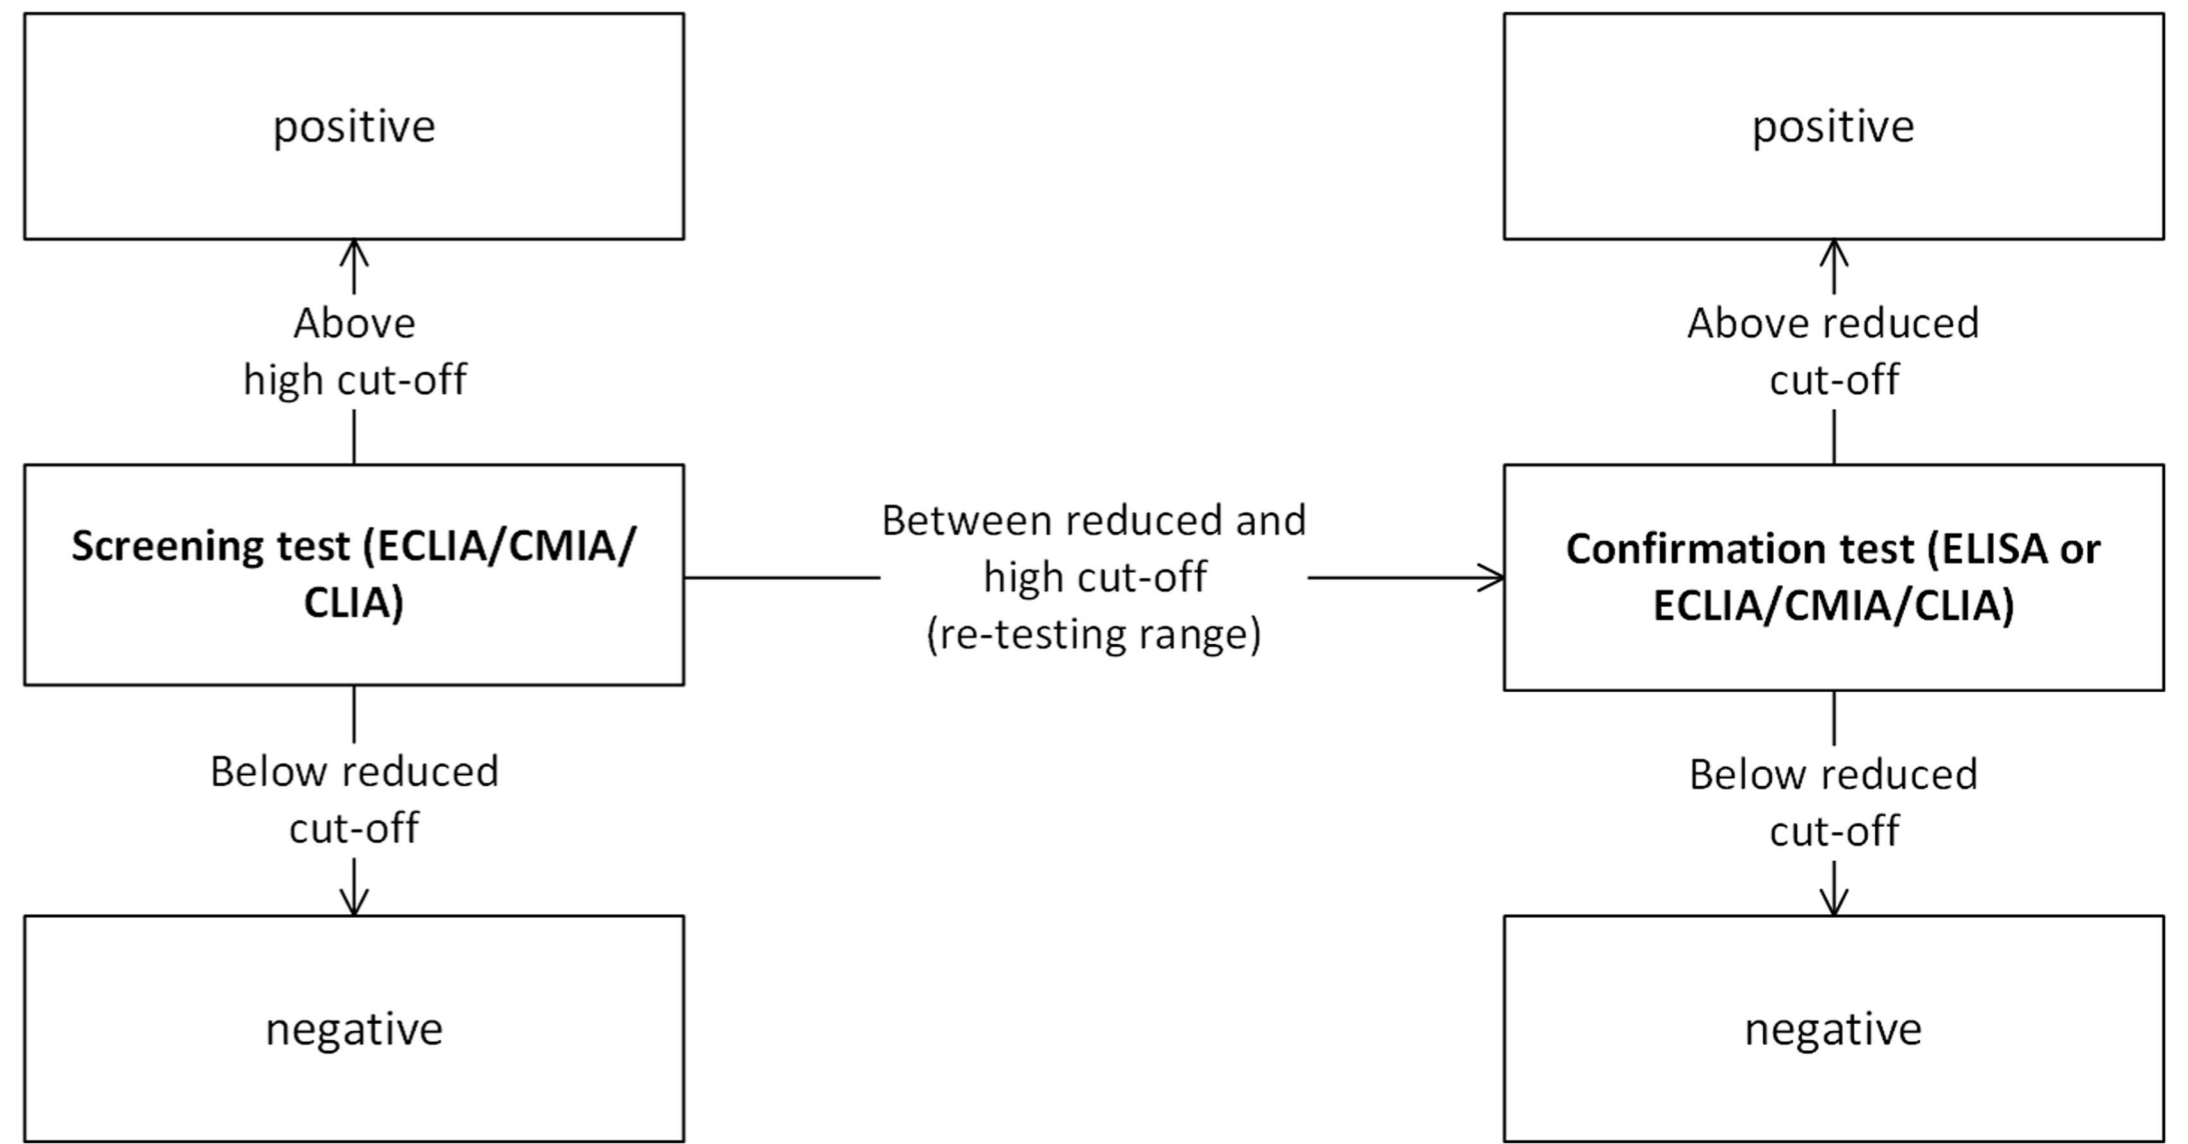 positive
positive
Above
high cut-off
Above reduced
cut-off
Screening test (ECLIA/CMIA/
CLIA)
Between reduced and
high cut-off
(re-testing range)
Confirmation test (ELISA or
ECLIA/CMIA/CLIA)
Below reduced
cut-off
Below reduced
cut-off
negative
negative